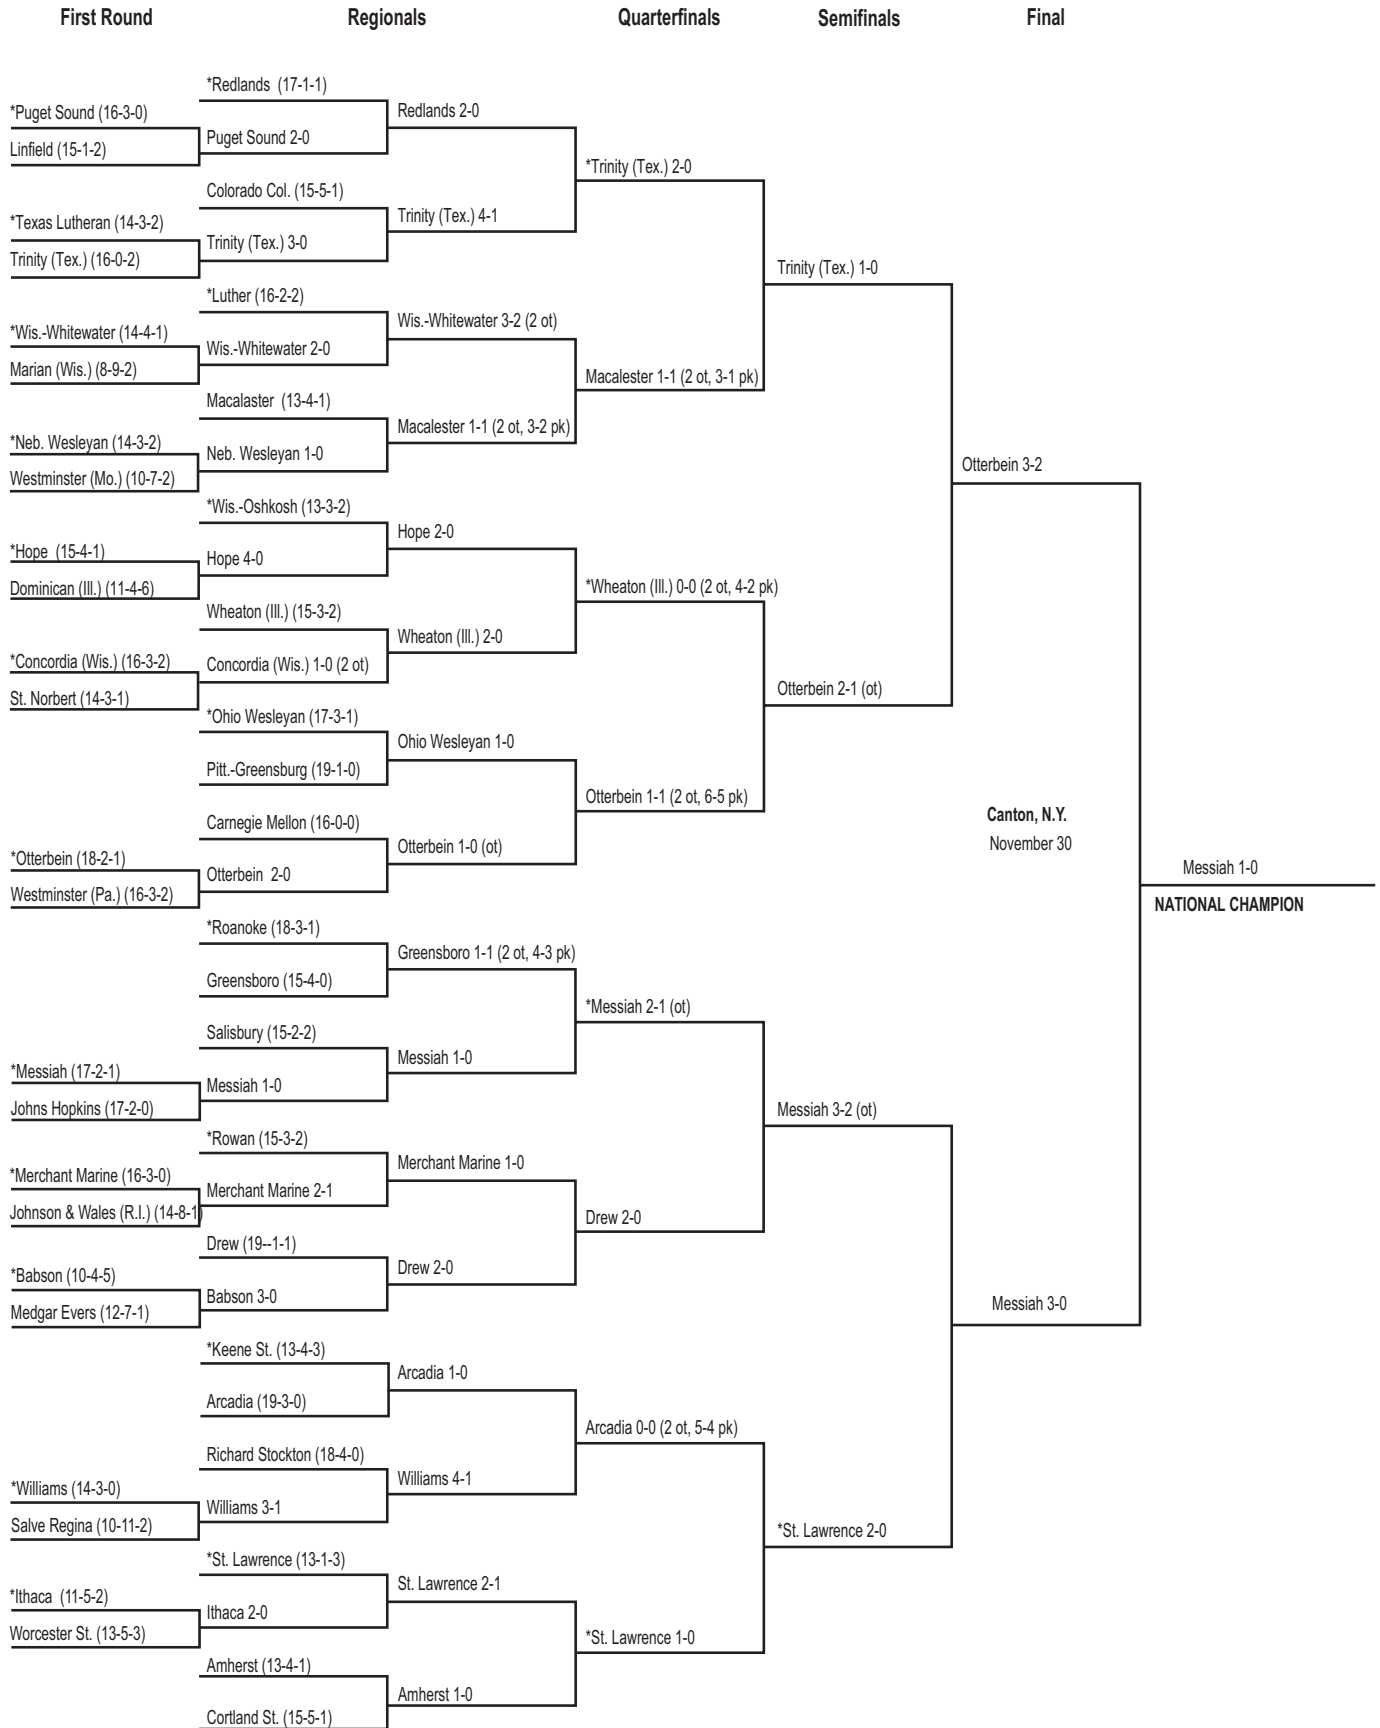 First Round
Regionals
Quarterfinals
Semifinals
Final
*Redlands (17-1-1)
*Puget Sound (16-3-0)
Linfield (15-1-2)
Puget Sound 2-0
Redlands 2-0
*Trinity (Tex.) 2-0
Colorado Col. (15-5-1)
*Texas Lutheran (14-3-2)
Trinity (Tex.) (16-0-2)
Trinity (Tex.) 3-0
Trinity (Tex.) 4-1
Trinity (Tex.) 1-0
*Luther (16-2-2)
*Wis.-Whitewater (14-4-1)
Marian (Wis.) (8-9-2)
Wis.-Whitewater 2-0
Wis.-Whitewater 3-2 (2 ot)
Macalester 1-1 (2 ot, 3-1 pk)
Macalaster (13-4-1)
*Neb. Wesleyan (14-3-2)
Westminster (Mo.) (10-7-2)
Neb. Wesleyan 1-0
Macalester 1-1 (2 ot, 3-2 pk)
Otterbein 3-2
*Wis.-Oshkosh (13-3-2)
*Hope (15-4-1)
Dominican (Ill.) (11-4-6)
Hope 4-0
Hope 2-0
*Wheaton (Ill.) 0-0 (2 ot, 4-2 pk)
Wheaton (Ill.) (15-3-2)
*Concordia (Wis.) (16-3-2)
St. Norbert (14-3-1)
Concordia (Wis.) 1-0 (2 ot)
Wheaton (Ill.) 2-0
Otterbein 2-1 (ot)
*Ohio Wesleyan (17-3-1)
Pitt.-Greensburg (19-1-0)
Ohio Wesleyan 1-0
Otterbein 1-1 (2 ot, 6-5 pk)
Carnegie Mellon (16-0-0)
*Otterbein (18-2-1)
Westminster (Pa.) (16-3-2)
Otterbein 2-0
Otterbein 1-0 (ot)
Canton, N.Y.
November 30
Messiah 1-0
NATIONAL CHAMPION
*Roanoke (18-3-1)
Greensboro (15-4-0)
Greensboro 1-1 (2 ot, 4-3 pk)
*Messiah 2-1 (ot)
Salisbury (15-2-2)
*Messiah (17-2-1)
Johns Hopkins (17-2-0)
Messiah 1-0
Messiah 1-0
Messiah 3-2 (ot)
*Rowan (15-3-2)
*Merchant Marine (16-3-0)
Johnson & Wales (R.I.) (14-8-1)
Merchant Marine 2-1
Merchant Marine 1-0
Drew 2-0
Drew (19--1-1)
*Babson (10-4-5)
Medgar Evers (12-7-1)
Babson 3-0
Drew 2-0
Messiah 3-0
*Keene St. (13-4-3)
Arcadia (19-3-0)
Arcadia 1-0
Arcadia 0-0 (2 ot, 5-4 pk)
Richard Stockton (18-4-0)
*Williams (14-3-0)
Salve Regina (10-11-2)
Williams 3-1
Williams 4-1
*St. Lawrence 2-0
*St. Lawrence (13-1-3)
*Ithaca (11-5-2)
Worcester St. (13-5-3)
Ithaca 2-0
St. Lawrence 2-1
*St. Lawrence 1-0
Amherst (13-4-1)
Cortland St. (15-5-1)
Amherst 1-0